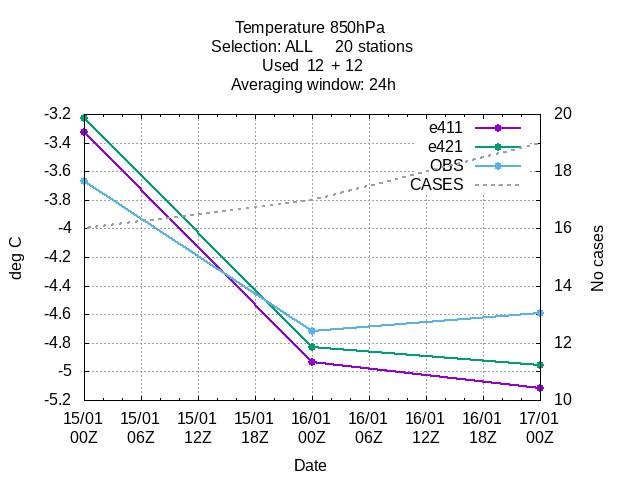 Temperature 850hPa
Selection: ALL     20 stations
Used  12 + 12
Averaging window: 24h
-3.2
-3.4
-3.6
-3.8
-4
-4.2
-4.4
-4.6
-4.8
-5
-5.2
deg C
e411
e421
OBS
CASES
20
18
16
14
12
10
No cases
15/01 15/01 15/01 15/01 16/01 16/01 16/01 16/01 17/01
00Z 06Z 12Z 18Z 00Z 06Z 12Z 18Z 00Z
Date